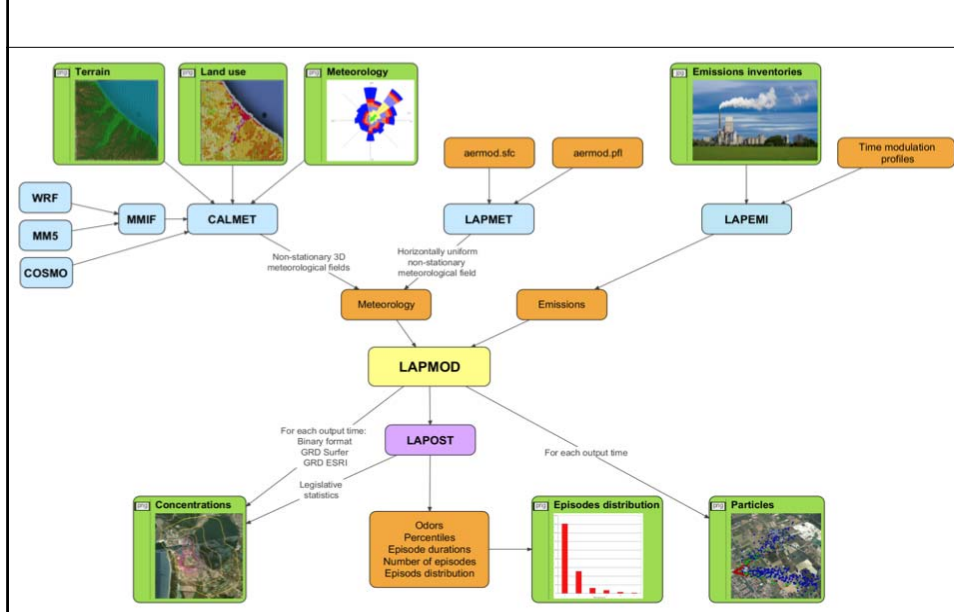 Terrain
Land use
Meteorology
Emissions inventories
aermod.sfc
aermod.pfl
Time modulation
profiles
WRF
MMIF
CALMET
LAPMET
LAPEMI
MM5
COSMO
Non-stationary 3D
meteorological fields
Horizontally uniform
non-stationary
meteorological field
Meteorology
Emissions
LAPMOD
For each output time:
Binary format
GRD Surfer
GRD ESRI
LAPOST
For each output time
Legislative
statistics
Concentrations
Odors
Percentiles
Episode durations
Number of episodes
Episods distribution
Episodes distribution
Particles